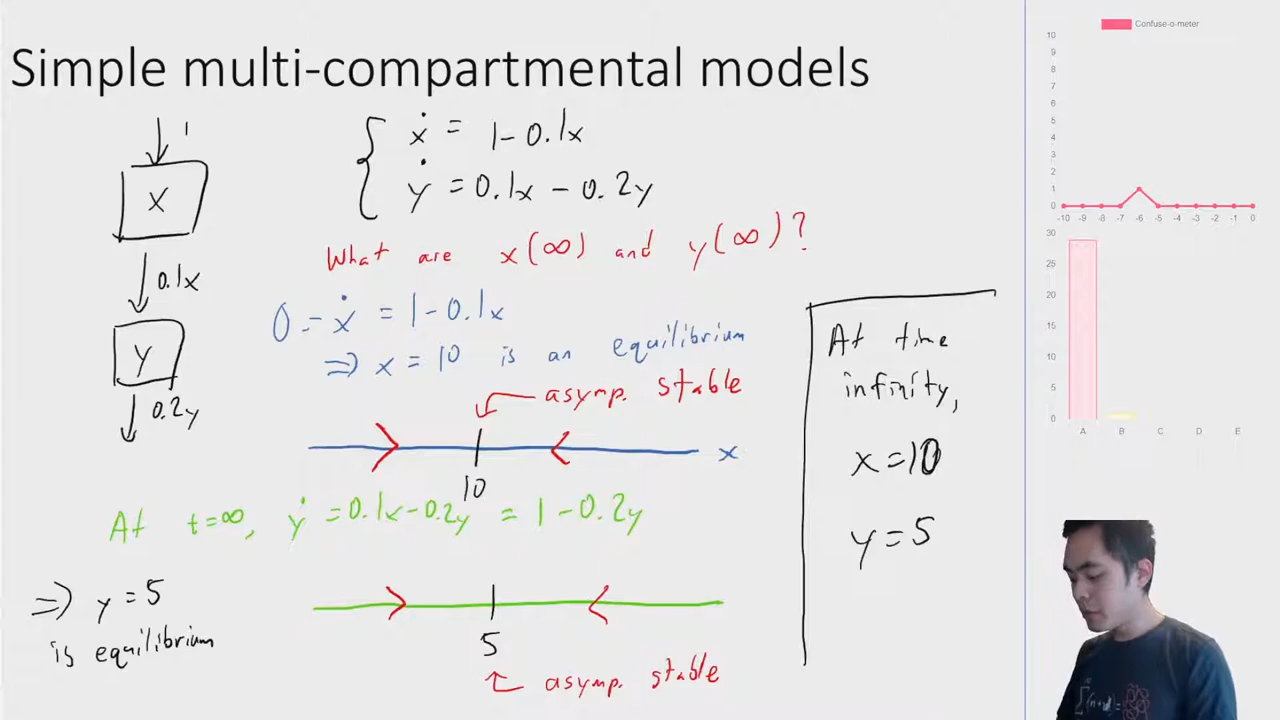 Simple multi-compartmental models
1
X
0.1x
Y
0.2y
ẋ = 1-0.1x
ẏ = 0.1x - 0.2y
What are x(∞) and y(∞)?
0 = ẋ = 1-0.1x
⇒ x = 10 is an equilibrium
asymp. stable
x
10
At t=∞, ẏ = 0.1x-0.2y = 1-0.2y
⇒ y = 5
is equilibrium
5
asymp. stable
At time
infinity,
x=10
y=5
Confuse-o-meter
10
9
8
7
6
5
4
3
2
1
0
-10 -9 -8 -7 -6 -5 -4 -3 -2 -1 0
30
25
20
15
10
5
0
A B C D E